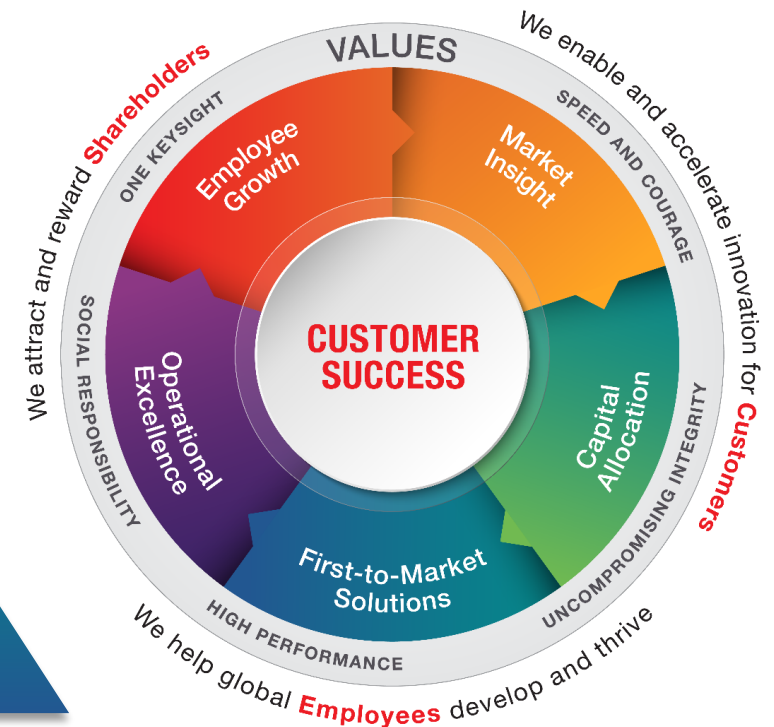 VALUES
ONE KEYSIGHT
SPEED AND COURAGE
UNCOMPROMISING INTEGRITY
HIGH PERFORMANCE
SOCIAL RESPONSIBILITY
Employee
Growth
Market
Insight
Capital
Allocation
First-to-Market
Solutions
Operational
Excellence
CUSTOMER
SUCCESS
We attract and reward Shareholders
We enable and accelerate innovation for Customers
We help global Employees develop and thrive